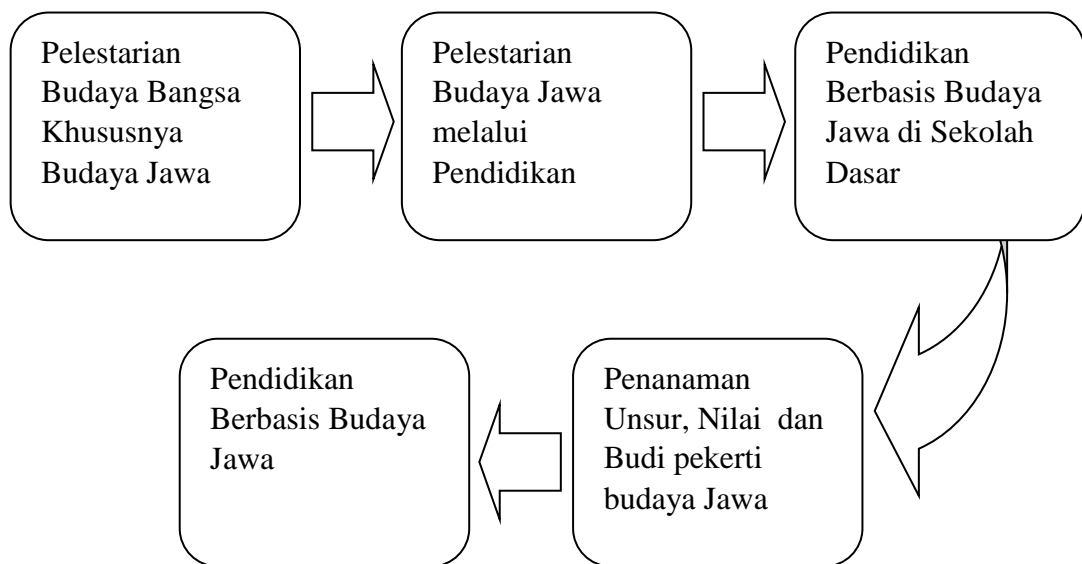 Pelestarian
Budaya Bangsa
Khususnya
Budaya Jawa
Pelestarian
Budaya Jawa
melalui
Pendidikan
Pendidikan
Berbasis Budaya
Jawa di Sekolah
Dasar
Penanaman
Unsur, Nilai  dan
Budi pekerti
budaya Jawa
Pendidikan
Berbasis Budaya
Jawa